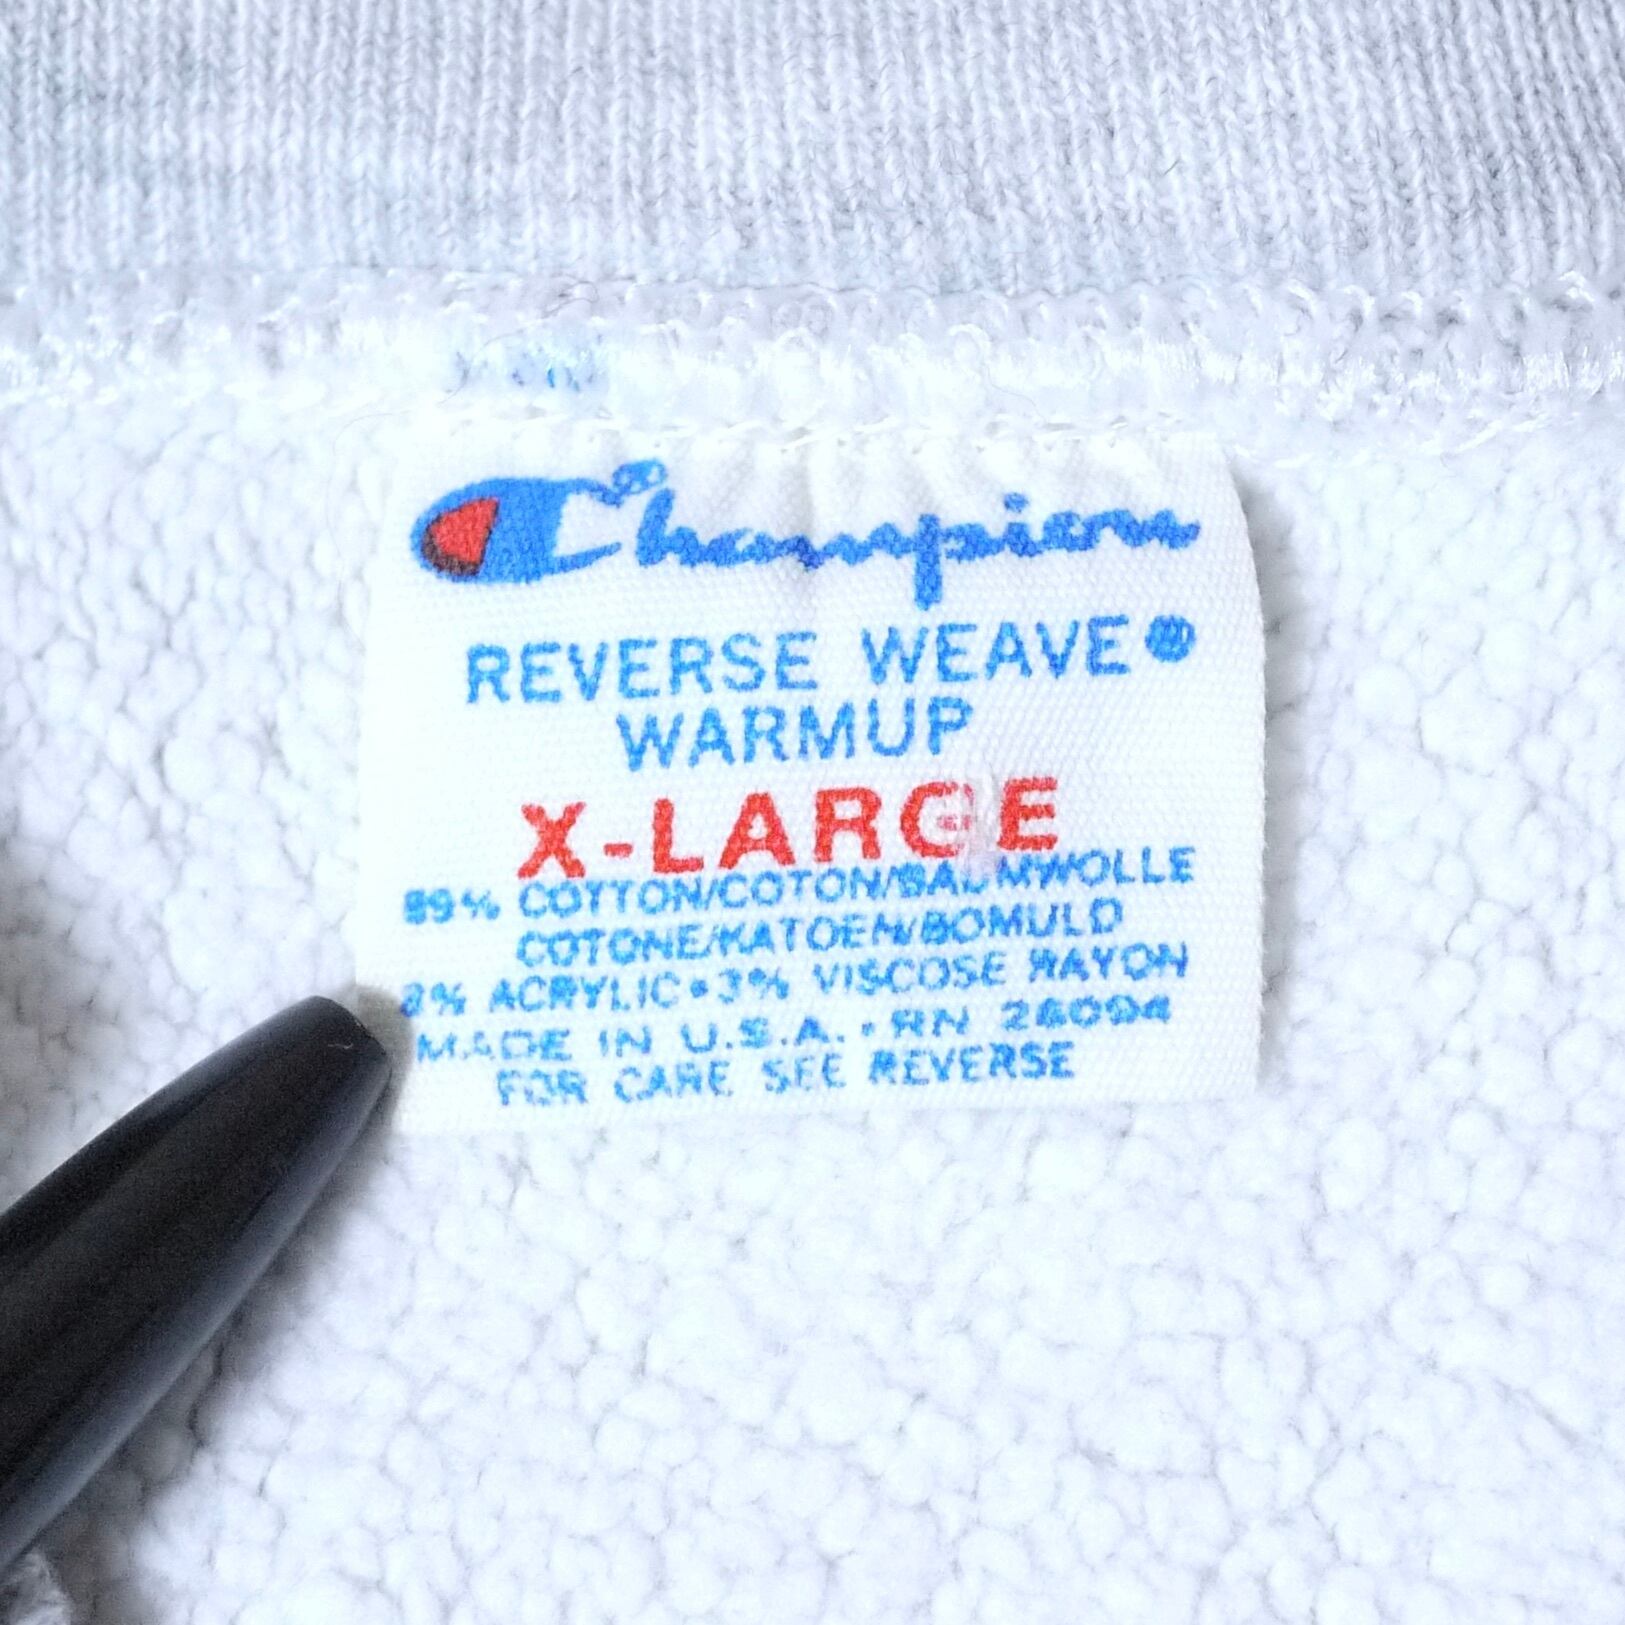 Champion
REVERSE WEAVE®
WARMUP
X-LARGE
89% COTTON/COTON/BAUMWOLLE
COTONE/KATOEN/BOMULD
8% ACRYLIC•3% VISCOSE RAYON
MADE IN U.S.A. • RN 26094
FOR CARE SEE REVERSE